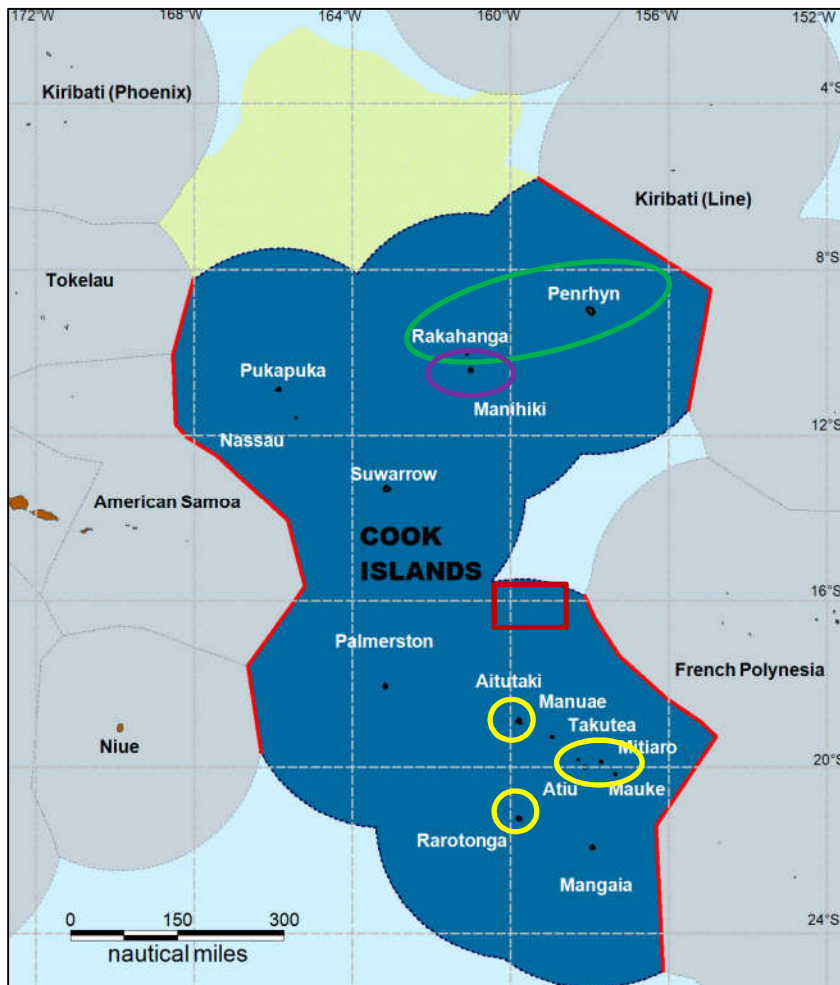 172°W
168°W
164°W
160°W
156°W
152°W
4°S
Kiribati (Phoenix)
Kiribati (Line)
8°S
Tokelau
Penrhyn
Rakahanga
Pukapuka
Manihiki
Nassau
12°S
Suwarrow
American Samoa
COOK
ISLANDS
16°S
Palmerston
French Polynesia
Aitutaki
Manuae
Takutea
Niue
Mitiaro
20°S
Atiu
Mauke
Rarotonga
Mangaia
0 150 300
nautical miles
24°S